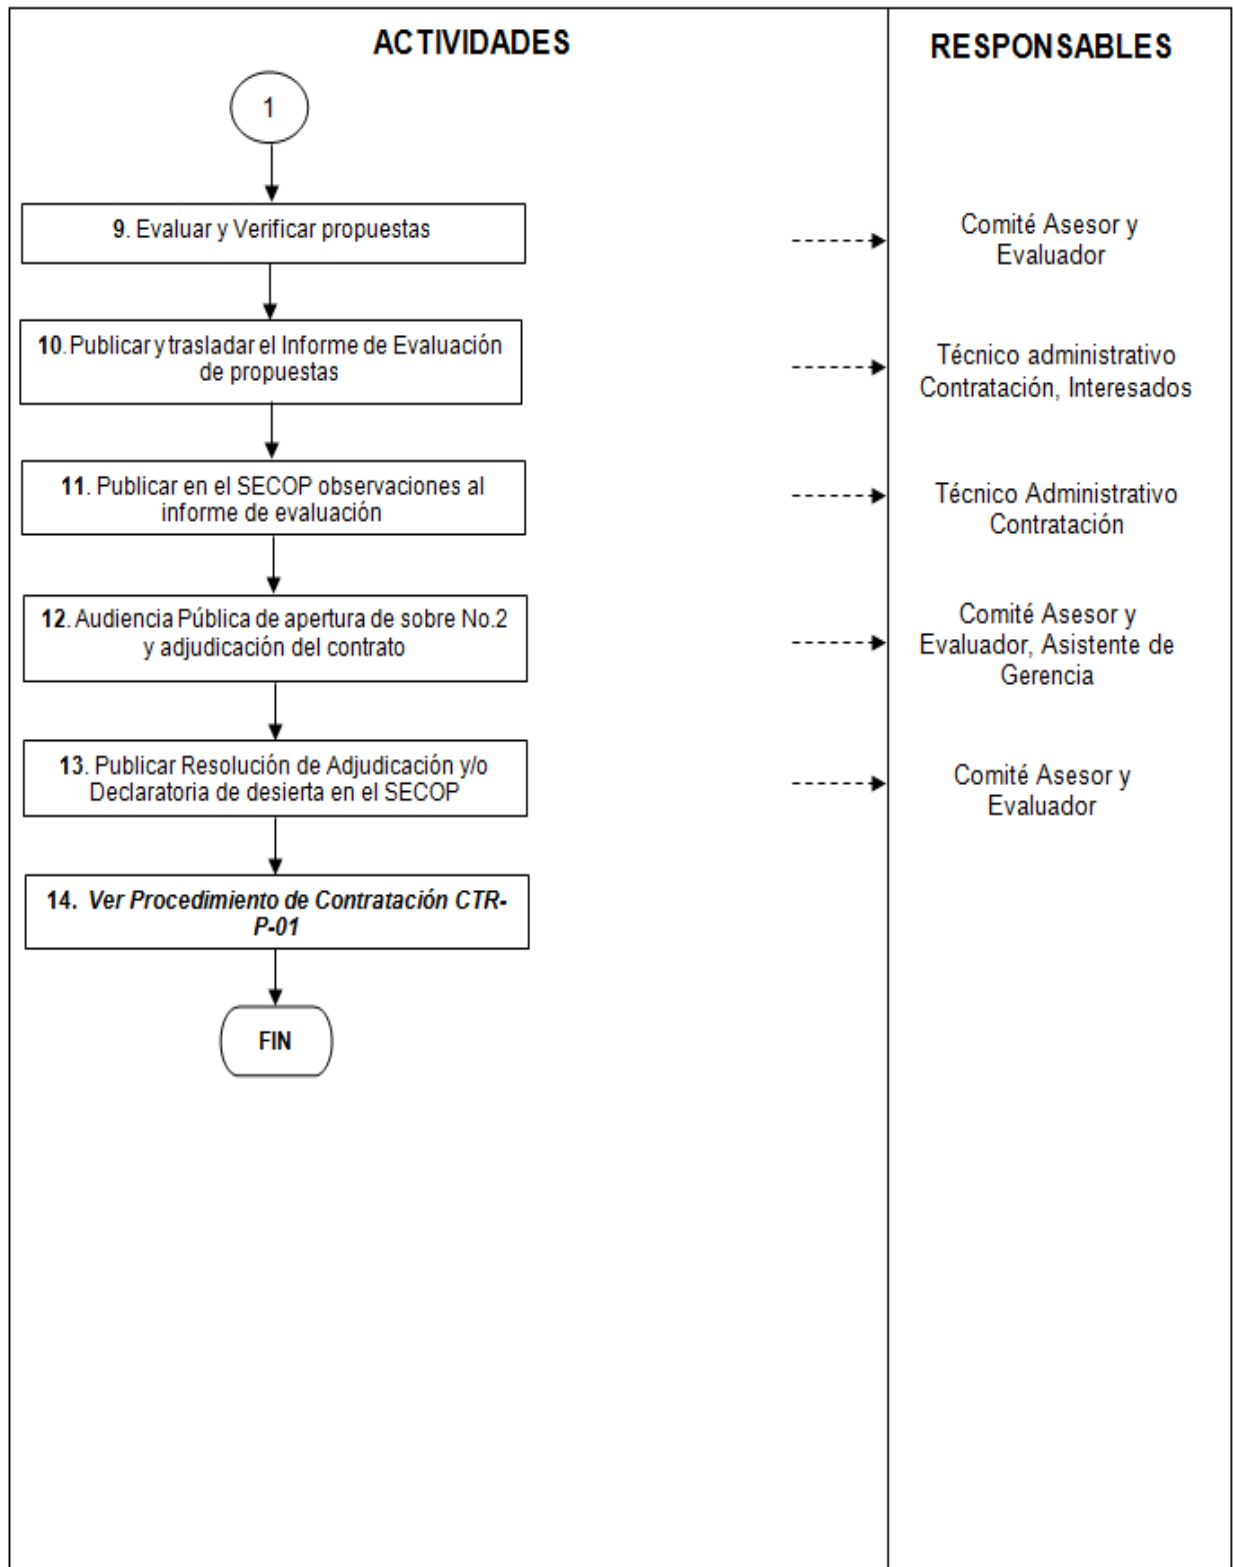 ACTIVIDADES
RESPONSABLES
1
9. Evaluar y Verificar propuestas
Comité Asesor y
Evaluador
10. Publicar y trasladar el Informe de Evaluación
de propuestas
Técnico administrativo
Contratación, Interesados
11. Publicar en el SECOP observaciones al
informe de evaluación
Técnico Administrativo
Contratación
12. Audiencia Pública de apertura de sobre No.2
y adjudicación del contrato
Comité Asesor y
Evaluador, Asistente de
Gerencia
13. Publicar Resolución de Adjudicación y/o
Declaratoria de desierta en el SECOP
Comité Asesor y
Evaluador
14. Ver Procedimiento de Contratación CTR-
P-01
FIN